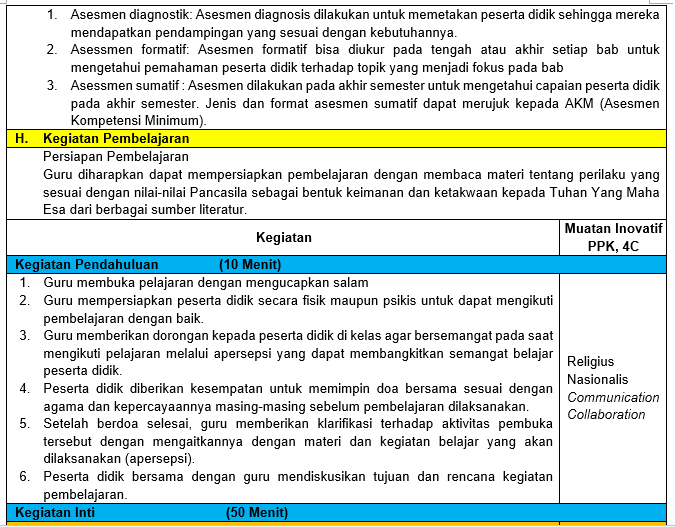 1. Asesmen diagnostik: Asesmen diagnosis dilakukan untuk memetakan peserta didik sehingga mereka
mendapatkan pendampingan yang sesuai dengan kebutuhannya.
2. Asessmen formatif: Asesmen formatif bisa diukur pada tengah atau akhir setiap bab untuk
mengetahui pemahaman peserta didik terhadap topik yang menjadi fokus pada bab
3. Asessmen sumatif : Asesmen dilakukan pada akhir semester untuk mengetahui capaian peserta didik
pada akhir semester. Jenis dan format asesmen sumatif dapat merujuk kepada AKM (Asesmen
Kompetensi Minimum).
H. Kegiatan Pembelajaran
Persiapan Pembelajaran
Guru diharapkan dapat mempersiapkan pembelajaran dengan membaca materi tentang perilaku yang
sesuai dengan nilai-nilai Pancasila sebagai bentuk keimanan dan ketakwaan kepada Tuhan Yang Maha
Esa dari berbagai sumber literatur.
Kegiatan
Muatan Inovatif
PPK, 4C
Kegiatan Pendahuluan (10 Menit)
1. Guru membuka pelajaran dengan mengucapkan salam
2. Guru mempersiapkan peserta didik secara fisik maupun psikis untuk dapat mengikuti
pembelajaran dengan baik.
3. Guru memberikan dorongan kepada peserta didik di kelas agar bersemangat pada saat
mengikuti pelajaran melalui apersepsi yang dapat membangkitkan semangat belajar
peserta didik.
4. Peserta didik diberikan kesempatan untuk memimpin doa bersama sesuai dengan
agama dan kepercayaannya masing-masing sebelum pembelajaran dilaksanakan.
5. Setelah berdoa selesai, guru memberikan klarifikasi terhadap aktivitas pembuka
tersebut dengan mengaitkannya dengan materi dan kegiatan belajar yang akan
dilaksanakan (apersepsi).
6. Peserta didik bersama dengan guru mendiskusikan tujuan dan rencana kegiatan
pembelajaran.
Religius
Nasionalis
Communication
Collaboration
Kegiatan Inti (50 Menit)